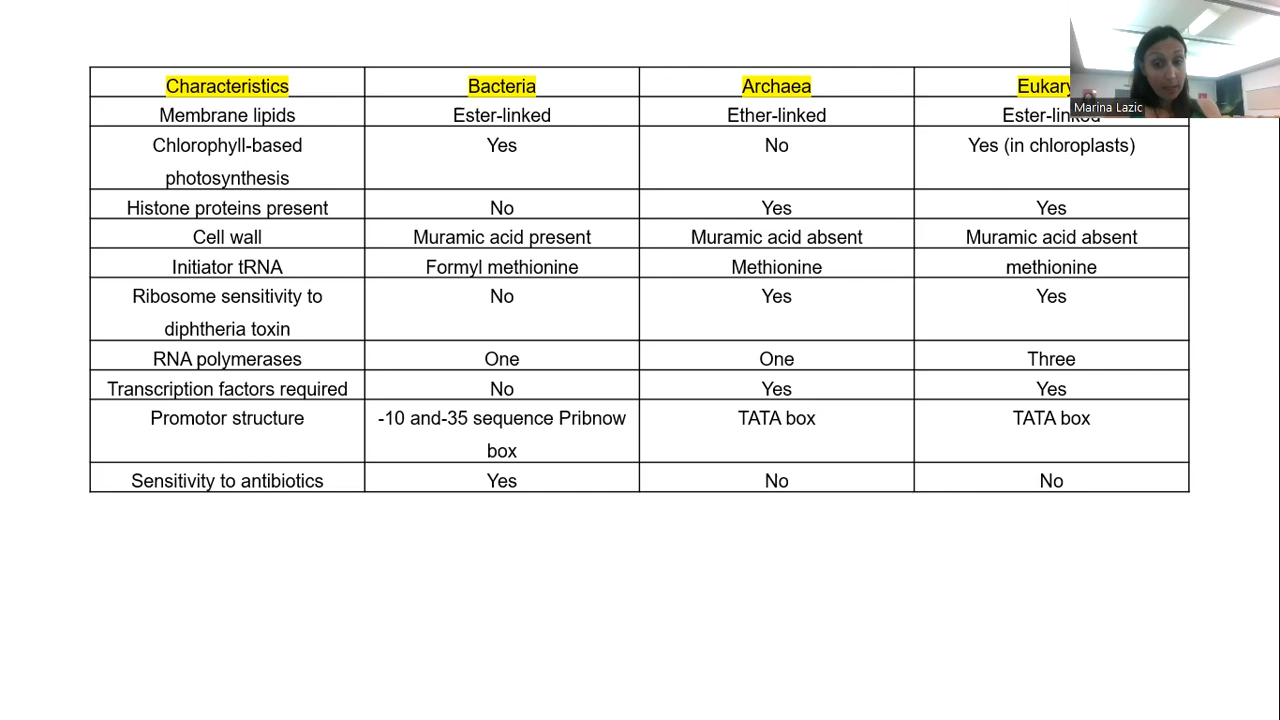 Characteristics Bacteria Archaea Eukary
Marina Lazic
Membrane lipids Ester-linked Ether-linked Ester-linked
Chlorophyll-based Yes No Yes (in chloroplasts)
photosynthesis
Histone proteins present No Yes Yes
Cell wall Muramic acid present Muramic acid absent Muramic acid absent
Initiator tRNA Formyl methionine Methionine methionine
Ribosome sensitivity to No Yes Yes
diphtheria toxin
RNA polymerases One One Three
Transcription factors required No Yes Yes
Promotor structure -10 and-35 sequence Pribnow TATA box TATA box
box
Sensitivity to antibiotics Yes No No